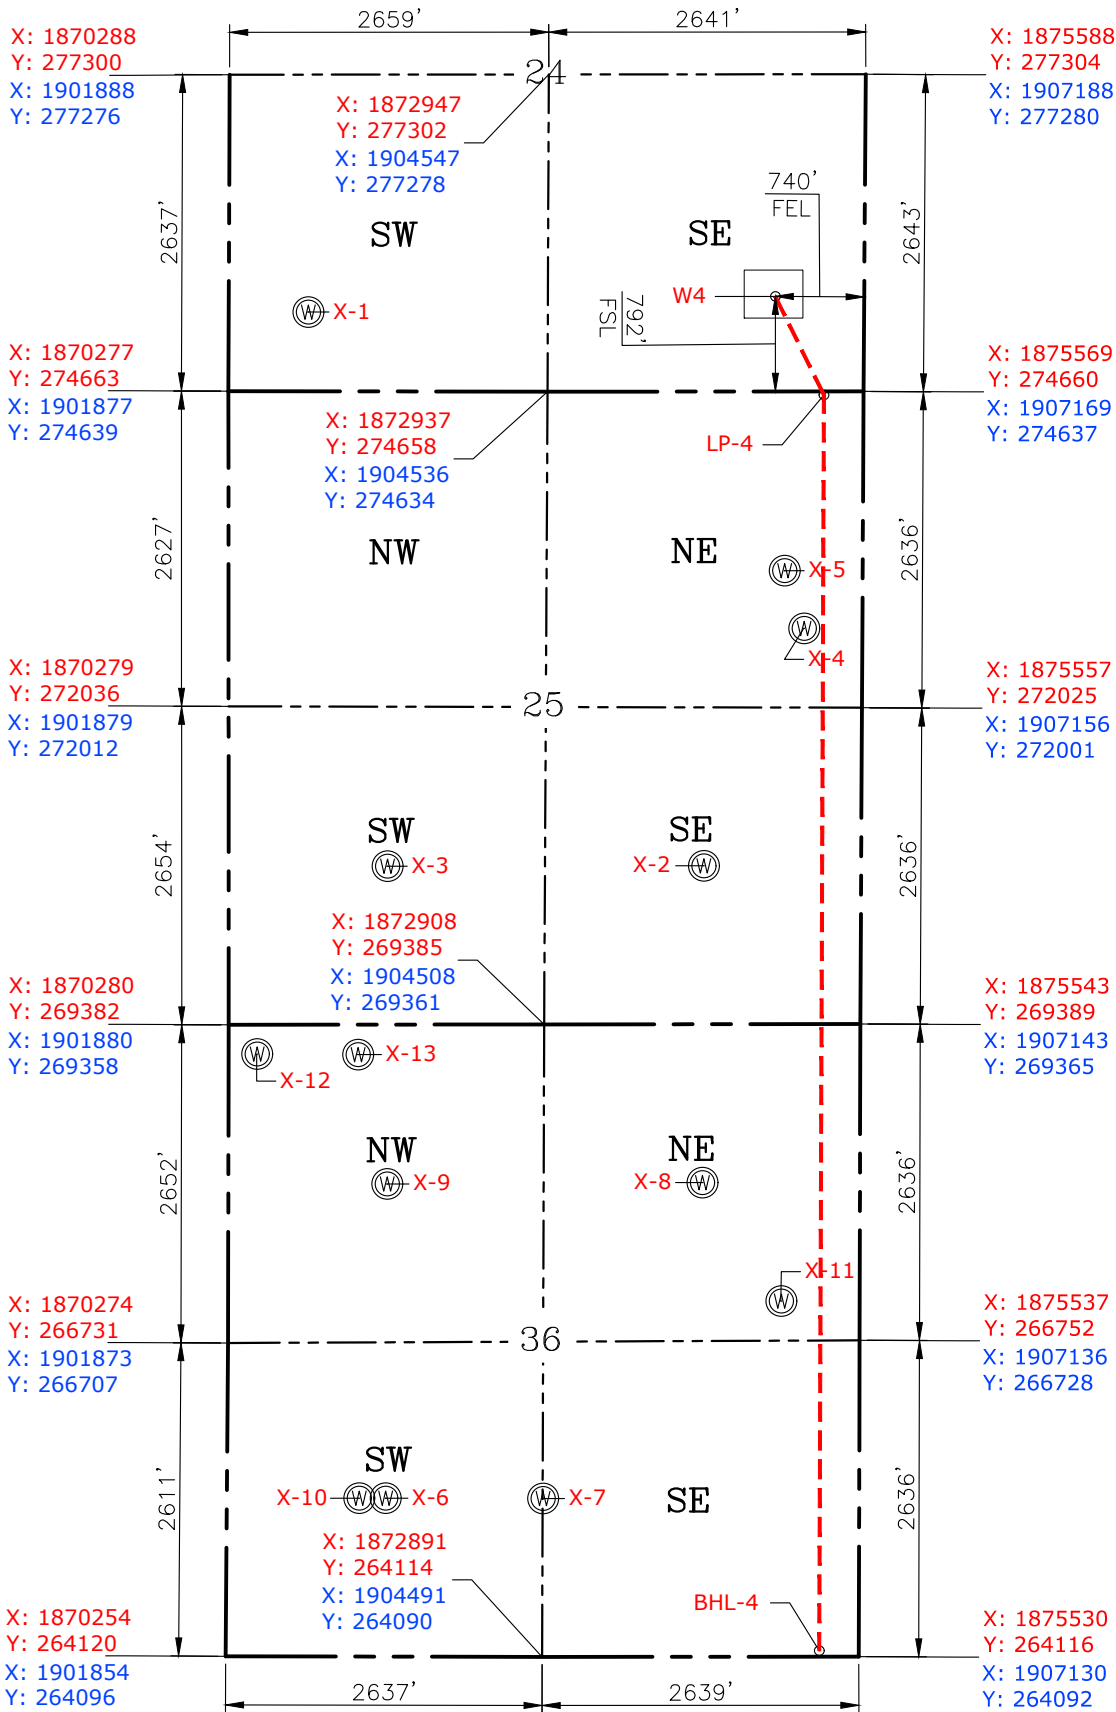 2659'
2641'
X: 1870288
Y: 277300
X: 1901888
Y: 277276
X: 1875588
Y: 277304
X: 1907188
Y: 277280
24
X: 1872947
Y: 277302
X: 1904547
Y: 277278
740'
FEL
2637'
SW
SE
2643'
W4
792'
FSL
X-1
X: 1870277
Y: 274663
X: 1901877
Y: 274639
X: 1875569
Y: 274660
X: 1907169
Y: 274637
X: 1872937
Y: 274658
X: 1904536
Y: 274634
LP-4
2627'
NW
NE
2636'
W X-5
W
X-4
X: 1870279
Y: 272036
X: 1901879
Y: 272012
X: 1875557
Y: 272025
X: 1907156
Y: 272001
25
2654'
SW
SE
2636'
W X-3
X-2 W
X: 1872908
Y: 269385
X: 1904508
Y: 269361
X: 1870280
Y: 269382
X: 1901880
Y: 269358
X: 1875543
Y: 269389
X: 1907143
Y: 269365
W
X-12
W X-13
2652'
NW
NE
2636'
W X-9
X-8 W
X-11
W
X: 1870274
Y: 266731
X: 1901873
Y: 266707
X: 1875537
Y: 266752
X: 1907136
Y: 266728
36
2611'
SW
SE
2636'
X-10 W W X-6
W X-7
X: 1872891
Y: 264114
X: 1904491
Y: 264090
BHL-4
X: 1870254
Y: 264120
X: 1901854
Y: 264096
X: 1875530
Y: 264116
X: 1907130
Y: 264092
2637'
2639'